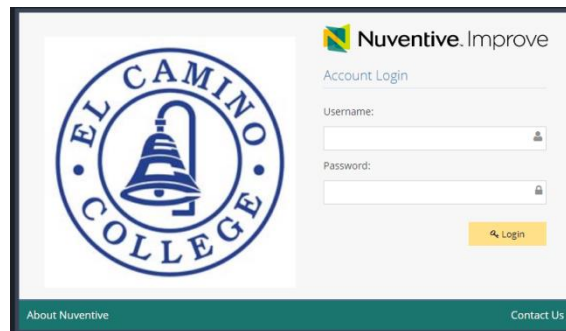 EL CAMINO
COLLEGE
Nuventive. Improve
Account Login
Username:
Password:
Login
About Nuventive
Contact Us